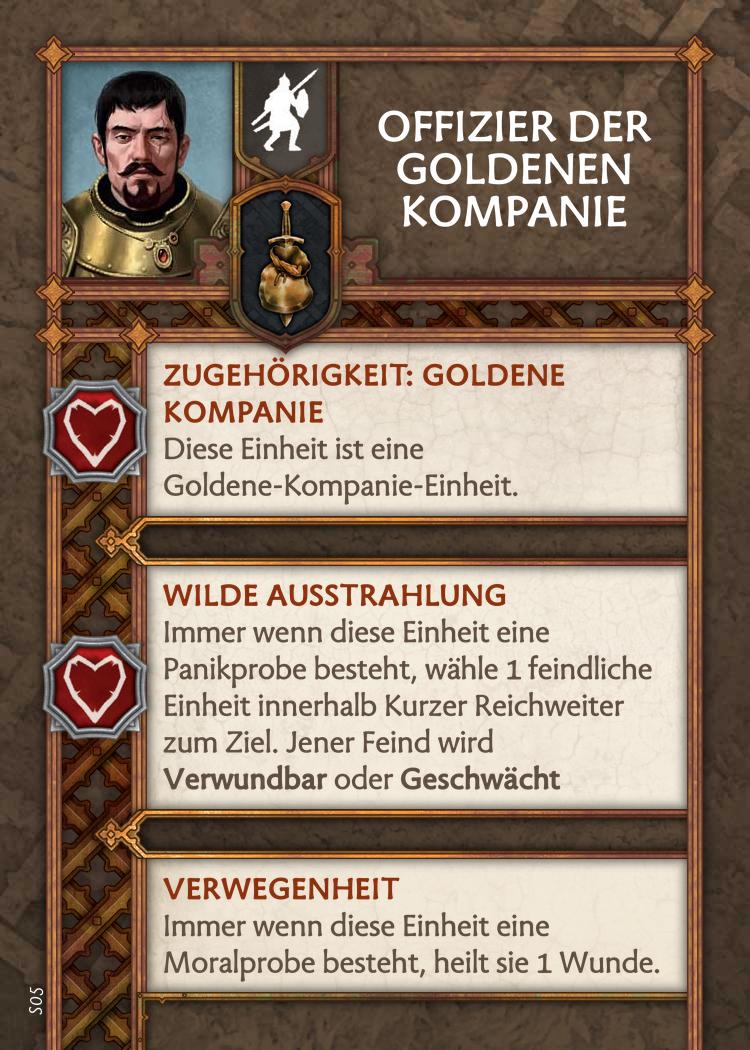 OFFIZIER DER
GOLDENEN
KOMPANIE
ZUGEHÖRIGKEIT: GOLDENE
KOMPANIE
Diese Einheit ist eine
Goldene-Kompanie-Einheit.
WILDE AUSSTRAHLUNG
Immer wenn diese Einheit eine
Panikprobe besteht, wähle 1 feindliche
Einheit innerhalb Kurzer Reichweiter
zum Ziel. Jener Feind wird
Verwundbar oder Geschwächt
VERWEGENHEIT
Immer wenn diese Einheit eine
Moralprobe besteht, heilt sie 1 Wunde.
S05